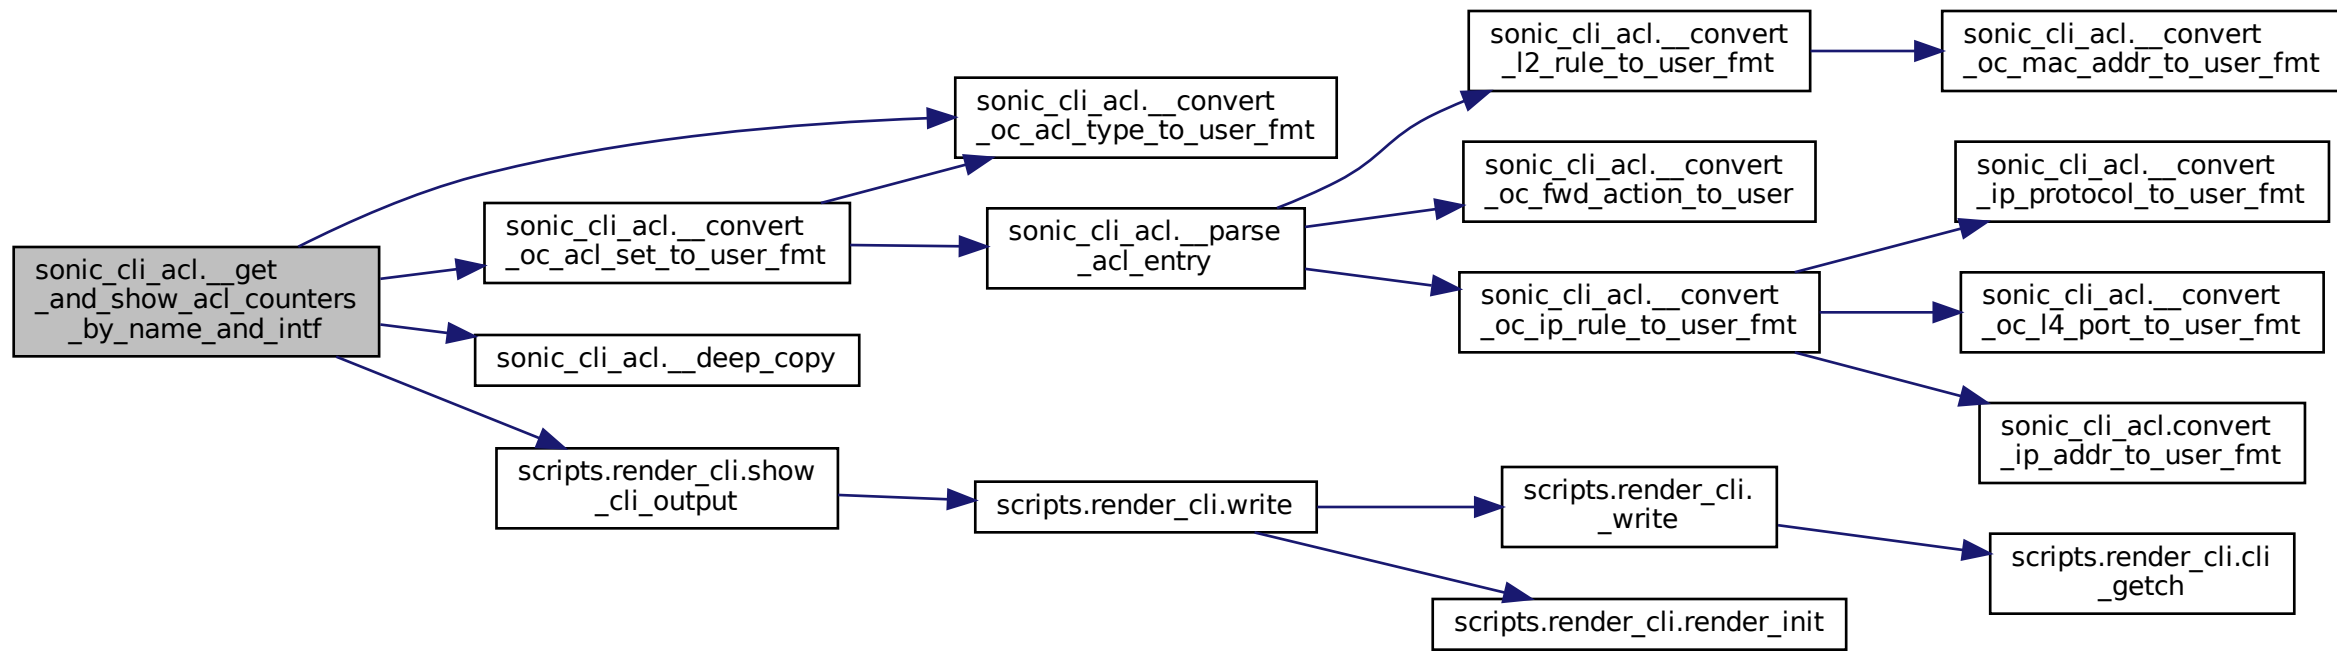 sonic_cli_acl.__get
_and_show_acl_counters
_by_name_and_intf
sonic_cli_acl.__convert
_oc_acl_type_to_user_fmt
sonic_cli_acl.__convert
_oc_acl_set_to_user_fmt
sonic_cli_acl.__deep_copy
scripts.render_cli.show
_cli_output
sonic_cli_acl.__parse
_acl_entry
scripts.render_cli.write
sonic_cli_acl.__convert
_l2_rule_to_user_fmt
sonic_cli_acl.__convert
_oc_fwd_action_to_user
sonic_cli_acl.__convert
_oc_ip_rule_to_user_fmt
scripts.render_cli.
_write
scripts.render_cli.render_init
sonic_cli_acl.__convert
_oc_mac_addr_to_user_fmt
sonic_cli_acl.__convert
_ip_protocol_to_user_fmt
sonic_cli_acl.__convert
_oc_l4_port_to_user_fmt
sonic_cli_acl.convert
_ip_addr_to_user_fmt
scripts.render_cli.cli
_getch